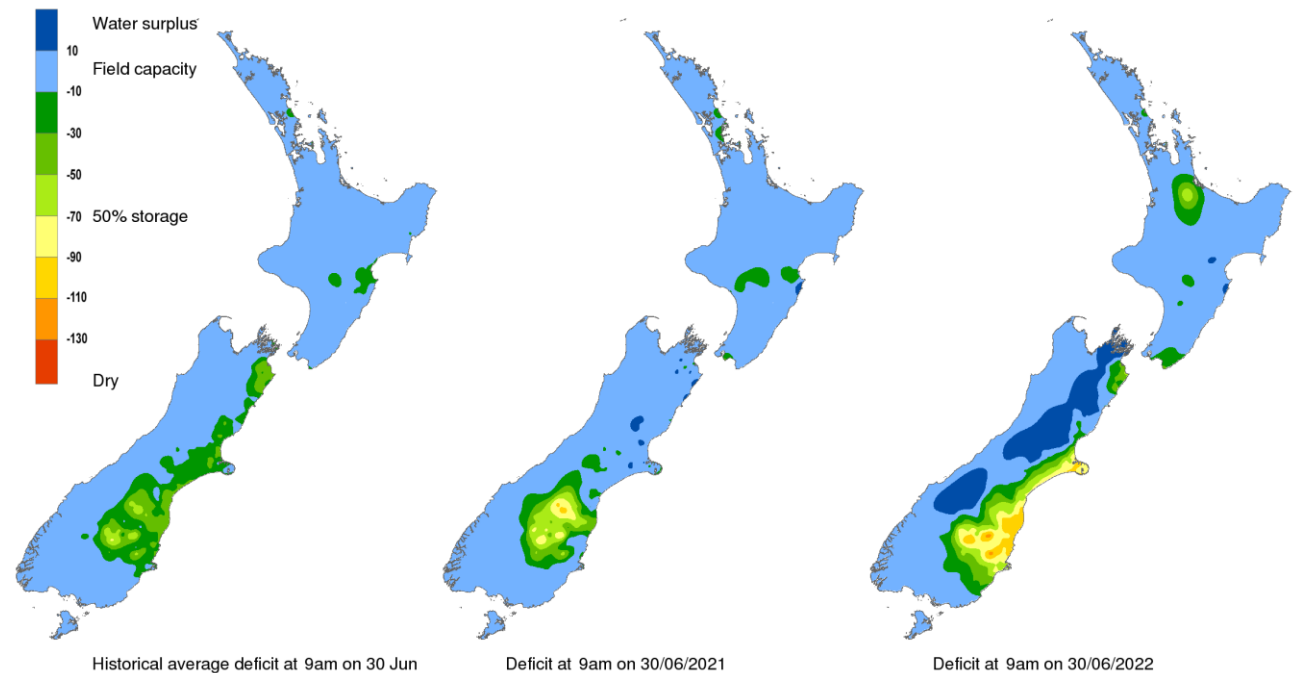 Water surplus
10
Field capacity
-10
-30
-50
-70
50% storage
-90
-110
-130
Dry
Historical average deficit at 9am on 30 Jun
Deficit at 9am on 30/06/2021
Deficit at 9am on 30/06/2022